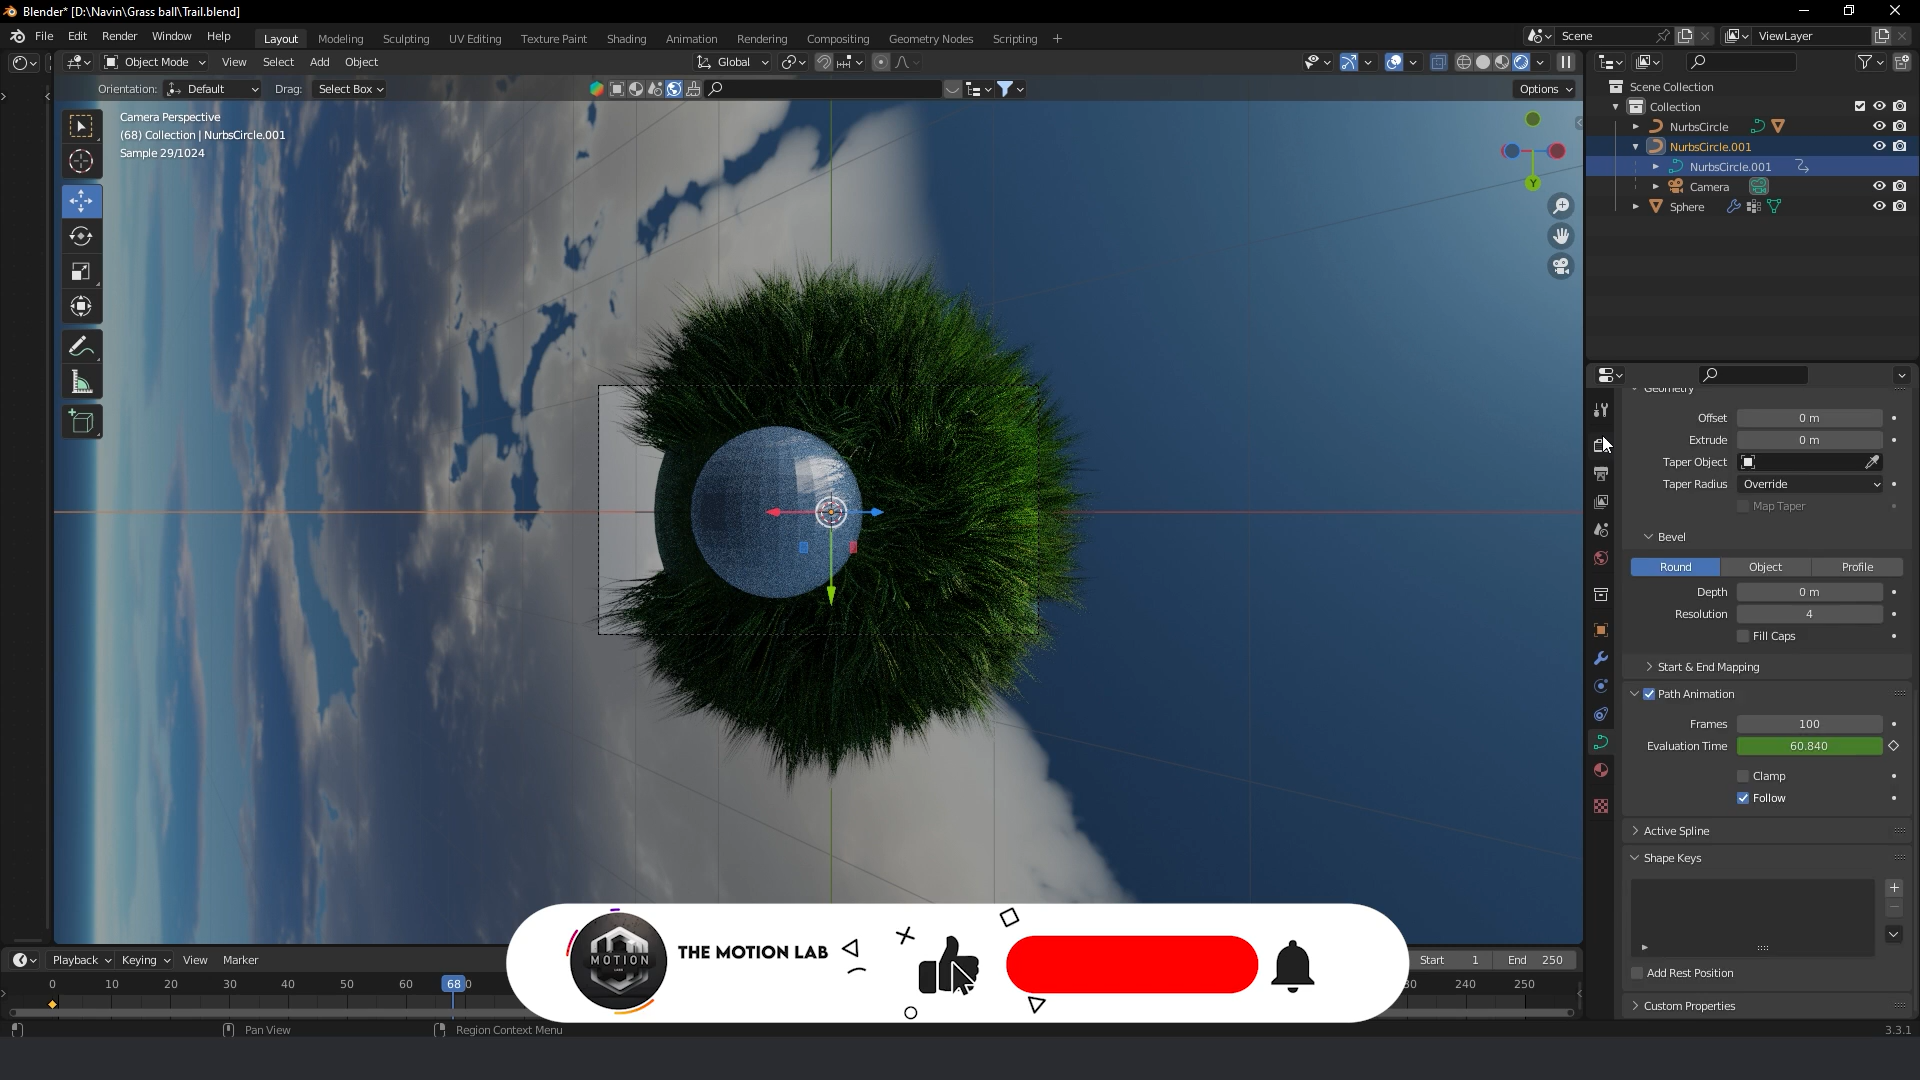 Blender* [D:\Navin\Grass ball\Trail.blend]
File Edit Render Window Help Layout Modeling Sculpting UV Editing Texture Paint Shading Animation Rendering Compositing Geometry Nodes Scripting + Scene ViewLayer
Object Mode View Select Add Object Global
Orientation: Default Drag: Select Box Options
Camera Perspective
(68) Collection | NurbsCircle.001
Sample 29/1024
Y
Scene Collection
Collection
NurbsCircle
NurbsCircle.001
NurbsCircle.001
Camera
Sphere
Geometry
Offset 0 m
Extrude 0 m
Taper Object
Taper Radius Override
Map Taper
Bevel
Round Object Profile
Depth 0 m
Resolution 4
Fill Caps
Start & End Mapping
Path Animation
Frames 100
Evaluation Time 60.840
Clamp
Follow
Active Spline
Shape Keys
Add Rest Position
Custom Properties
MOTION
THE MOTION LAB
Playback Keying View Marker Start 1 End 250
0 10 20 30 40 50 60 68 240 250
Pan View Region Context Menu 3.3.1